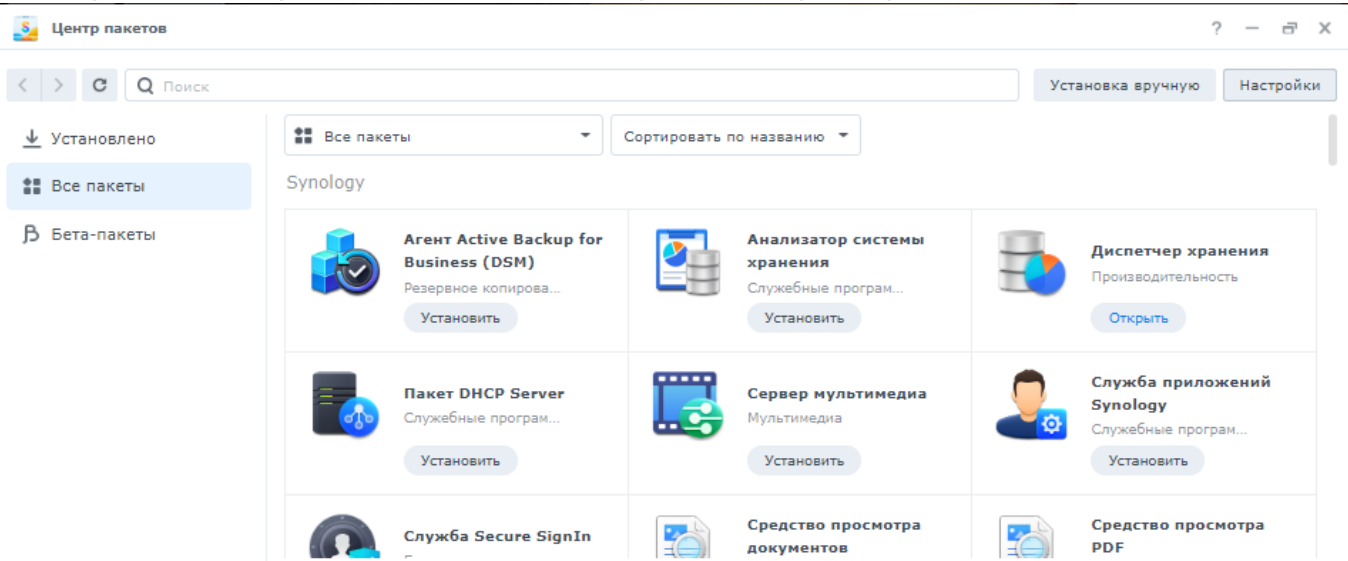 Центр пакетов
?
Поиск
Установка вручную
Настройки
Установлено
Все пакеты
Бета-пакеты
Все пакеты
Сортировать по названию
Synology
Агент Active Backup for
Business (DSM)
Резервное копирова...
Установить
Анализатор системы
хранения
Служебные програм...
Установить
Диспетчер хранения
Производительность
Открыть
Пакет DHCP Server
Служебные програм...
Установить
Сервер мультимедиа
Мультимедиа
Установить
Служба приложений
Synology
Служебные програм...
Установить
Служба Secure SignIn
Средство просмотра
документов
Средство просмотра
PDF